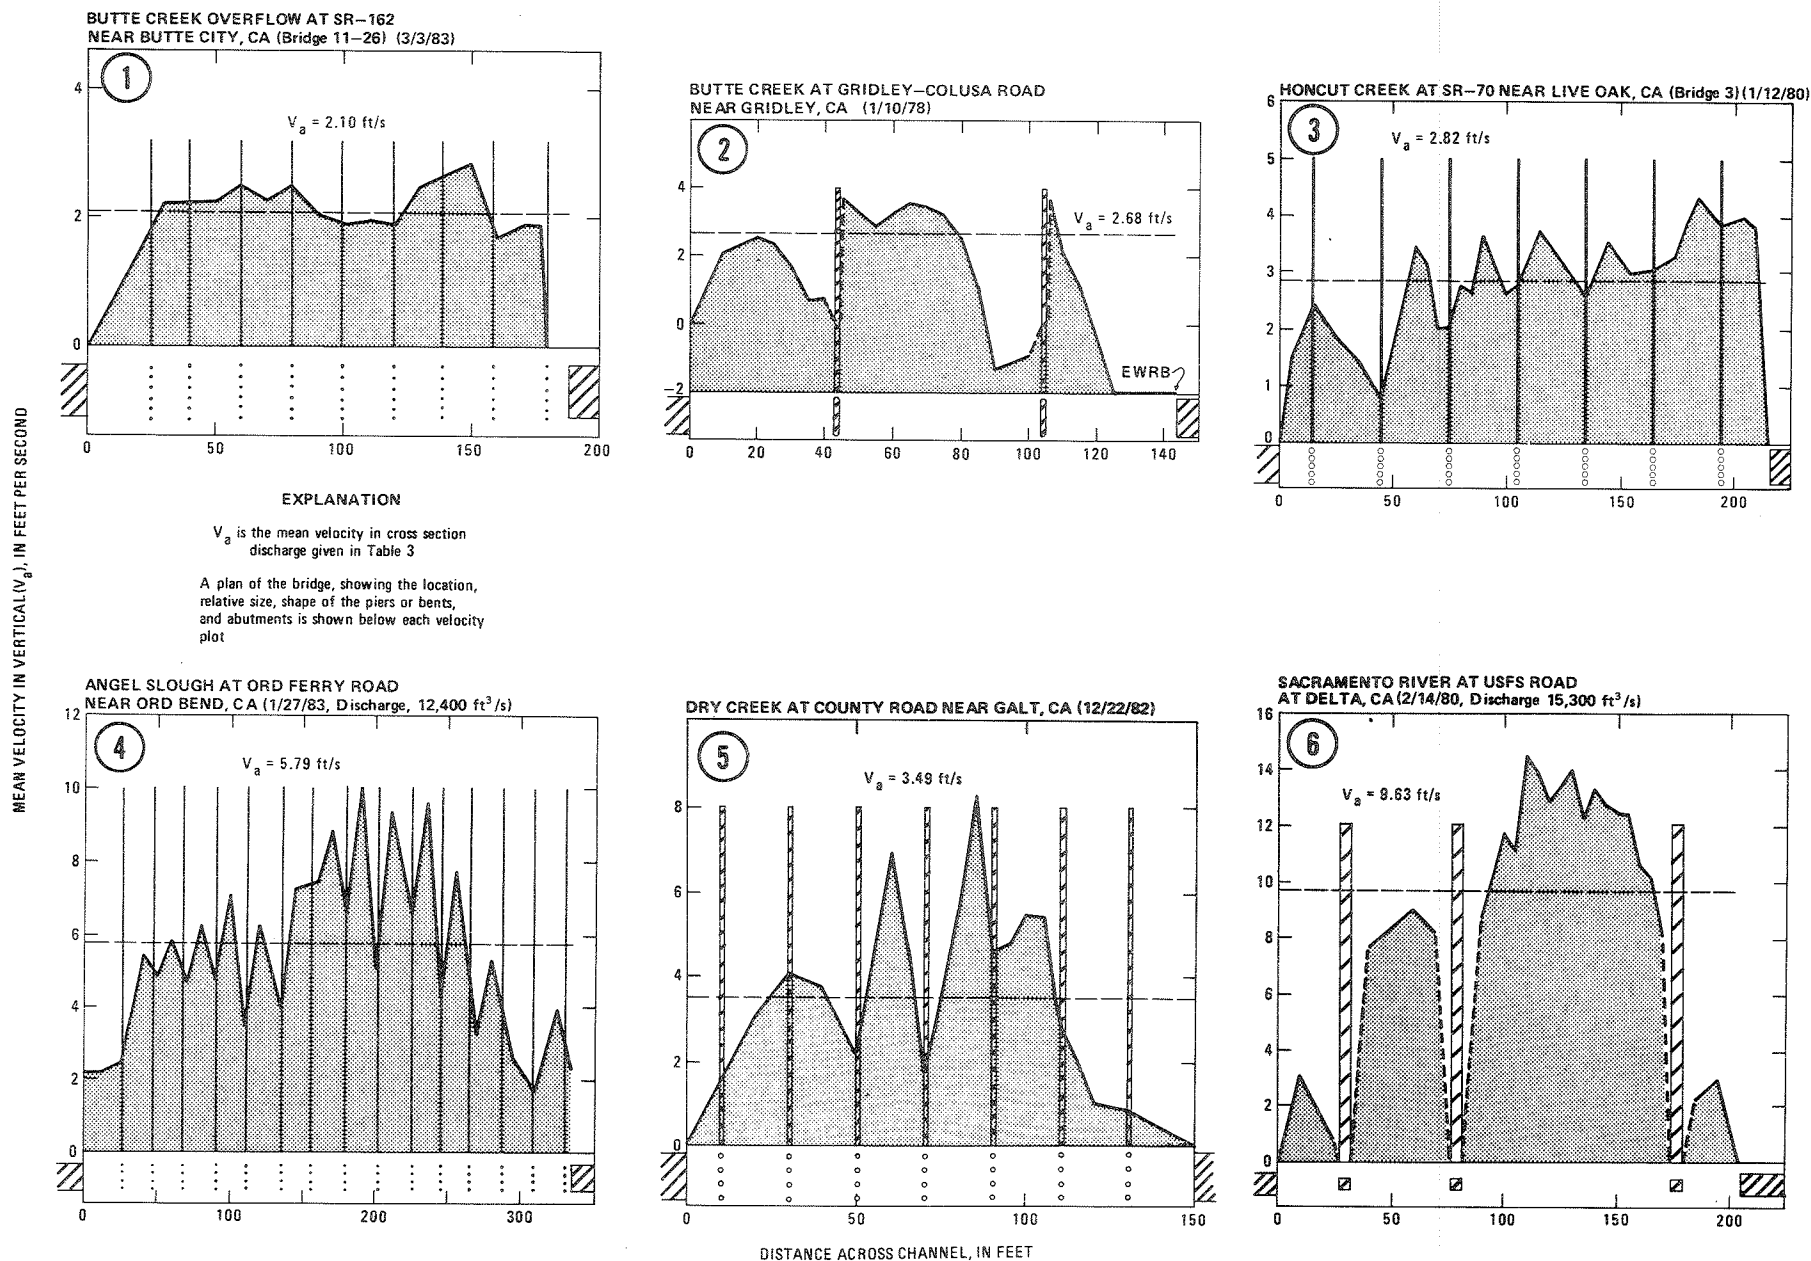 BUTTE CREEK OVERFLOW AT SR–162
NEAR BUTTE CITY, CA (Bridge 11–26) (3/3/83)
1
Va = 2.10 ft/s
4
2
0
0 50 100 150 200
BUTTE CREEK AT GRIDLEY–COLUSA ROAD
NEAR GRIDLEY, CA (1/10/78)
2
Va = 2.68 ft/s
4
2
0
–2
EWRB
0 20 40 60 80 100 120 140
HONCUT CREEK AT SR–70 NEAR LIVE OAK, CA (Bridge 3) (1/12/80)
3
Va = 2.82 ft/s
6
5
4
3
2
1
0
0 50 100 150 200
EXPLANATION
Va is the mean velocity in cross section
discharge given in Table 3
A plan of the bridge, showing the location,
relative size, shape of the piers or bents,
and abutments is shown below each velocity
plot
MEAN VELOCITY IN VERTICAL (Va), IN FEET PER SECOND
ANGEL SLOUGH AT ORD FERRY ROAD
NEAR ORD BEND, CA (1/27/83, Discharge, 12,400 ft³/s)
4
Va = 5.79 ft/s
12
10
8
6
4
2
0
0 100 200 300
DRY CREEK AT COUNTY ROAD NEAR GALT, CA (12/22/82)
5
Va = 3.49 ft/s
8
6
4
2
0
0 50 100 150
SACRAMENTO RIVER AT USFS ROAD
AT DELTA, CA (2/14/80, Discharge 15,300 ft³/s)
6
Va = 9.63 ft/s
16
14
12
10
8
6
4
2
0
0 50 100 150 200
DISTANCE ACROSS CHANNEL, IN FEET